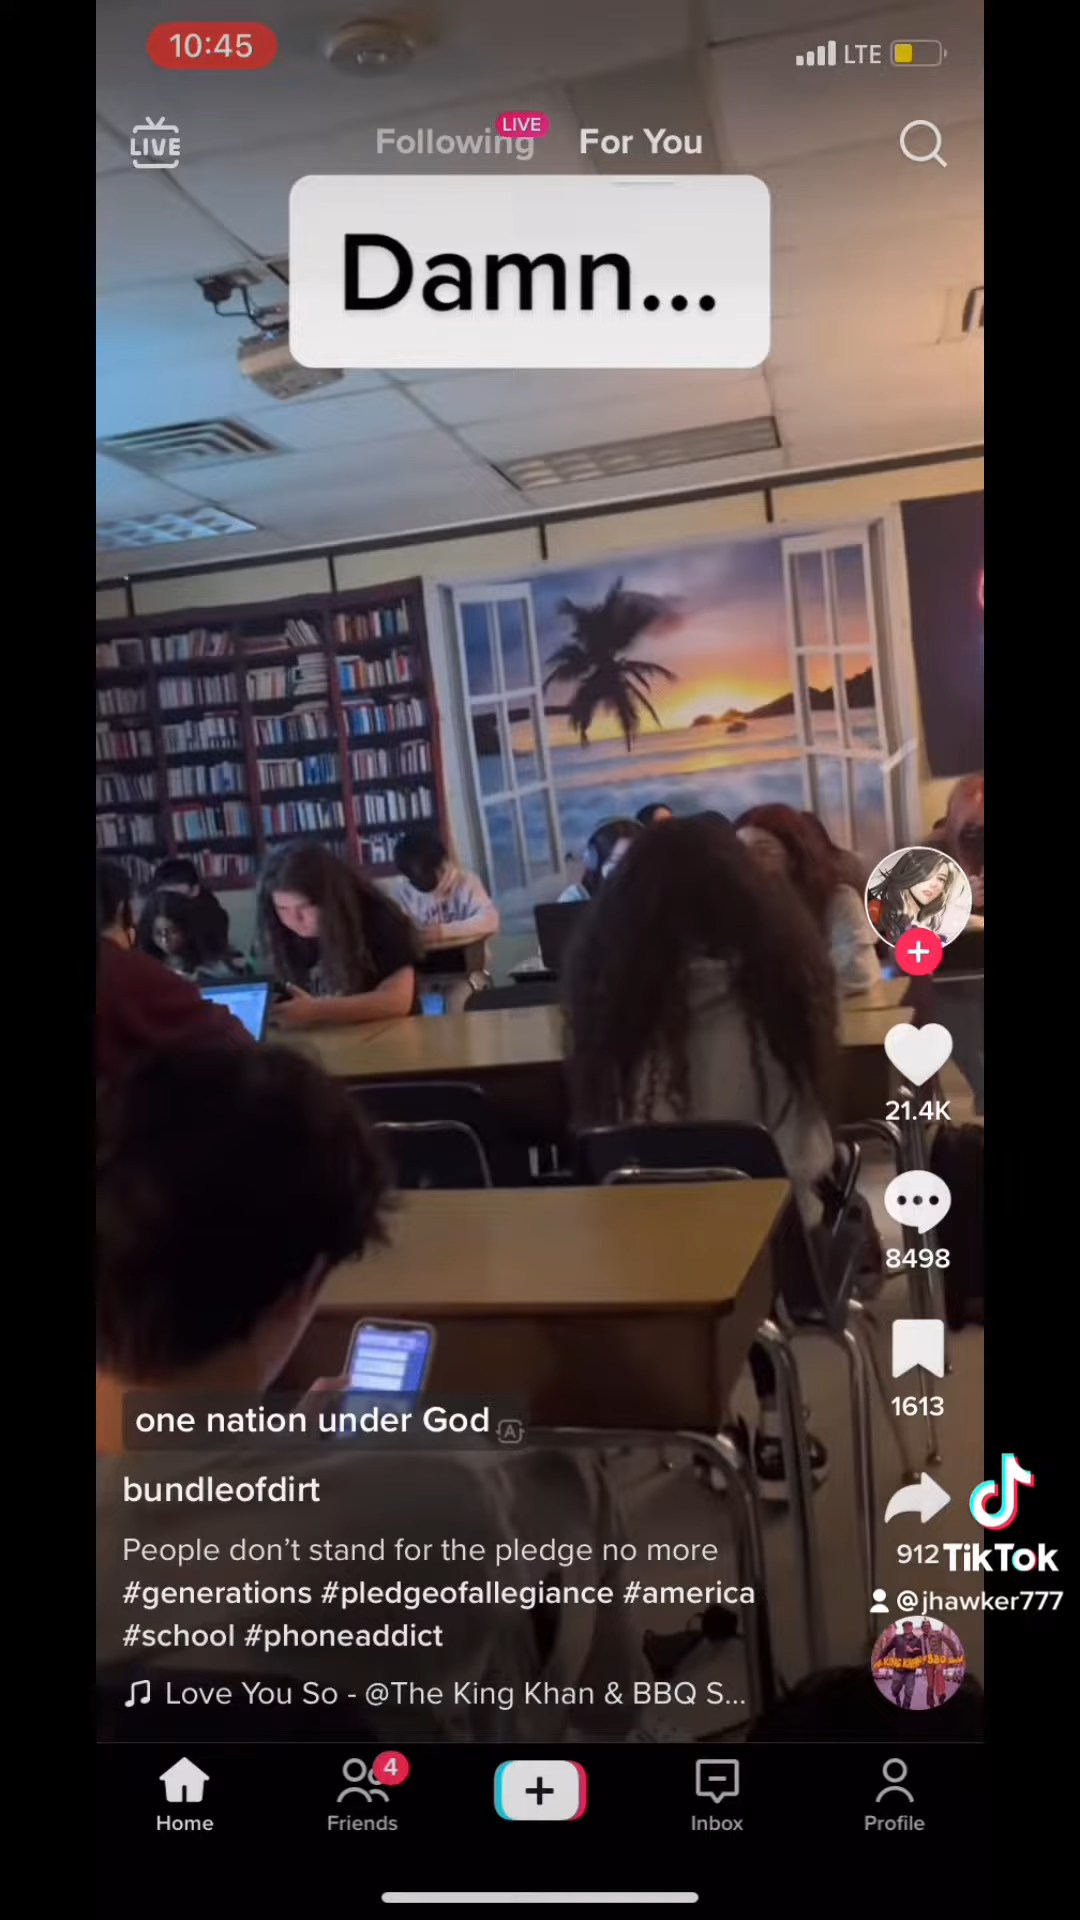 10:45
LTE
LIVE
Following
LIVE
For You
Damn...
21.4K
8498
1613
912
one nation under God
A
bundleofdirt
People don't stand for the pledge no more
#generations #pledgeofallegiance #america
#school #phoneaddict
Love You So - @The King Khan & BBQ S...
TikTok
@jhawker777
Home
Friends
4
Inbox
Profile